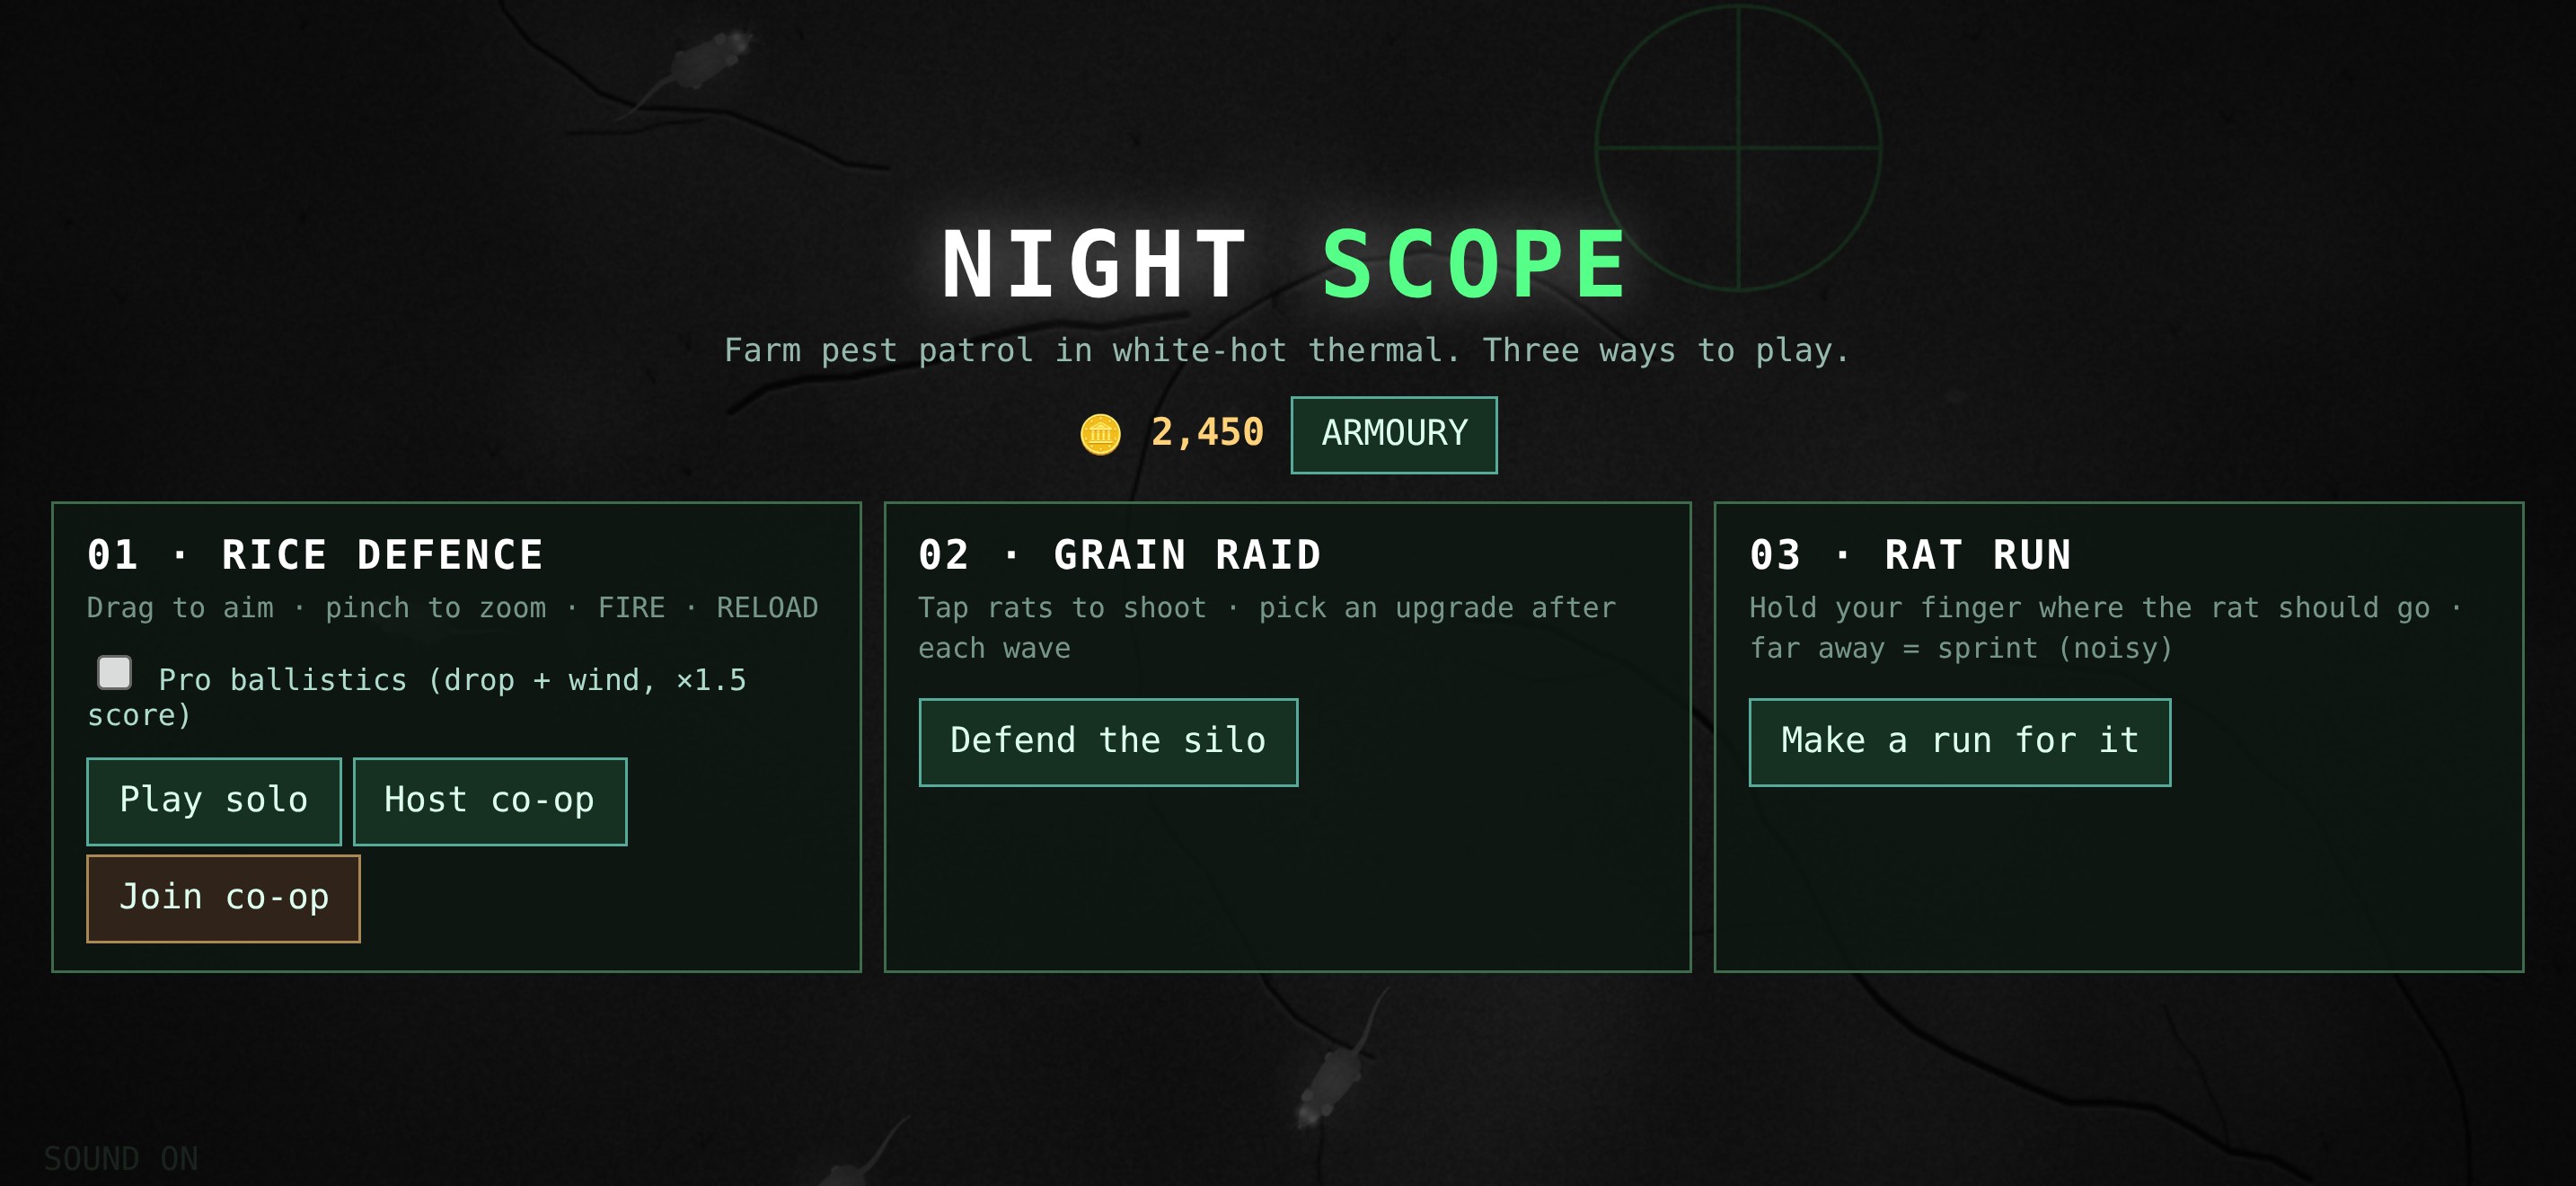 NIGHT SCOPE
Farm pest patrol in white-hot thermal. Three ways to play.
2,450 ARMOURY
01 · RICE DEFENCE
Drag to aim · pinch to zoom · FIRE · RELOAD
Pro ballistics (drop + wind, ×1.5
score)
Play solo Host co-op
Join co-op
02 · GRAIN RAID
Tap rats to shoot · pick an upgrade after
each wave
Defend the silo
03 · RAT RUN
Hold your finger where the rat should go ·
far away = sprint (noisy)
Make a run for it
SOUND ON